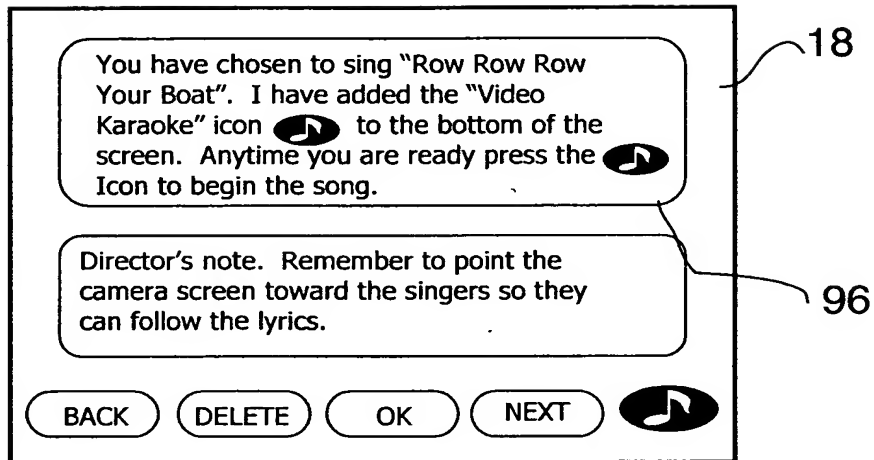 18
You have chosen to sing “Row Row Row
Your Boat”. I have added the “Video
Karaoke” icon to the bottom of the
screen. Anytime you are ready press the
Icon to begin the song.
Director's note. Remember to point the
camera screen toward the singers so they
can follow the lyrics.
96
BACK DELETE OK NEXT